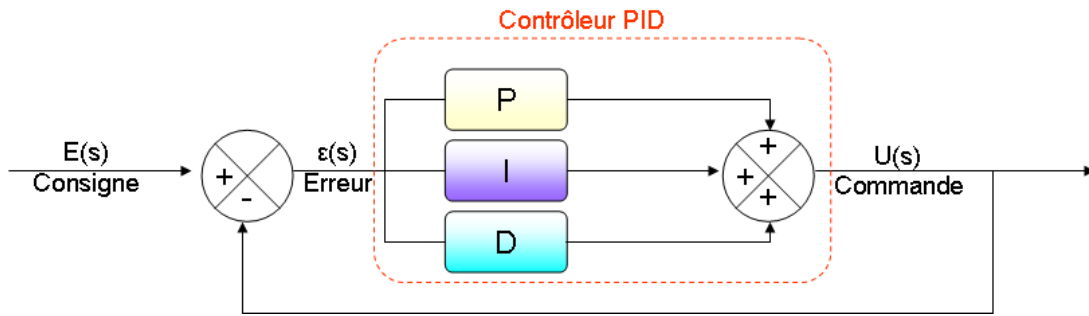 Contrôleur PID
P
E(s)
Consigne
+
-
ε(s)
Erreur
I
+
+
+
U(s)
Commande
D